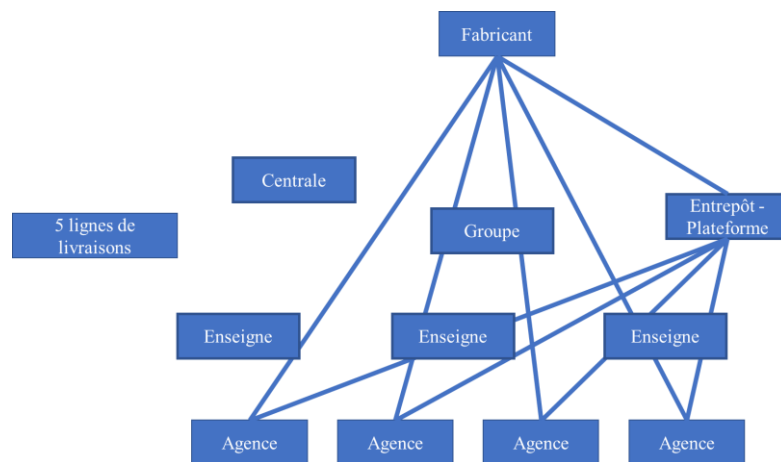 Fabricant
Centrale
5 lignes de
livraisons
Groupe
Entrepôt -
Plateforme
Enseigne
Enseigne
Enseigne
Agence
Agence
Agence
Agence